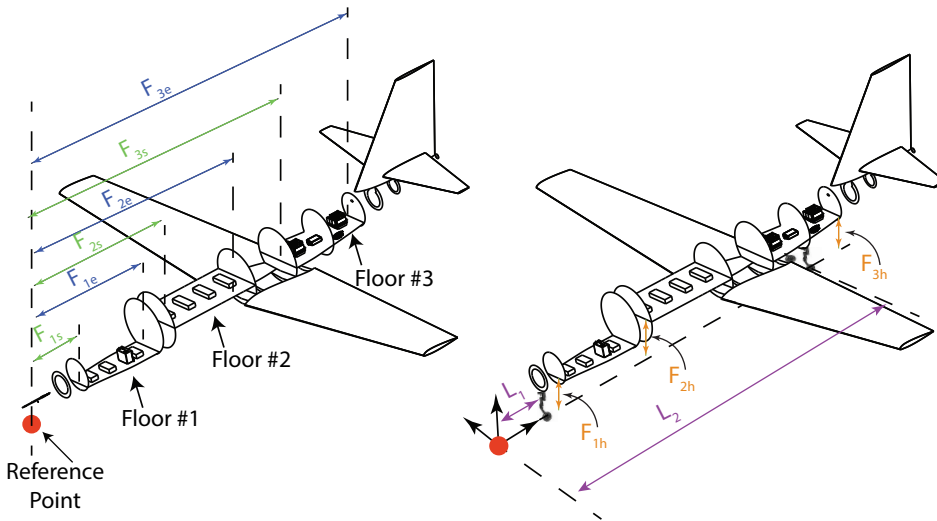 F3e
F3s
F2e
F2s
F1e
F1s
Floor #3
Floor #2
Floor #1
Reference
Point
F3h
F2h
F1h
L1
L2